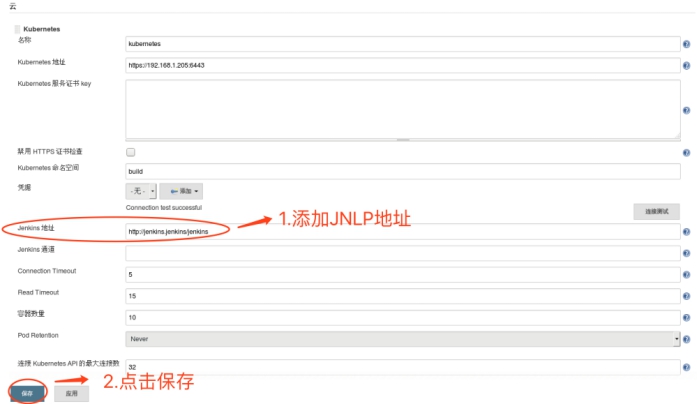 云
Kubernetes
名称
kubernetes
Kubernetes 地址
https://192.168.1.205:6443
Kubernetes 服务证书 key
禁用 HTTPS 证书检查
Kubernetes 命名空间
build
凭据
- 无 -
添加
Connection test successful
连接测试
1.添加JNLP地址
Jenkins 地址
http://jenkins.jenkins/jenkins
Jenkins 通道
Connection Timeout
5
Read Timeout
15
容器数量
10
Pod Retention
Never
连接 Kubernetes API 的最大连接数
32
2.点击保存
保存
应用